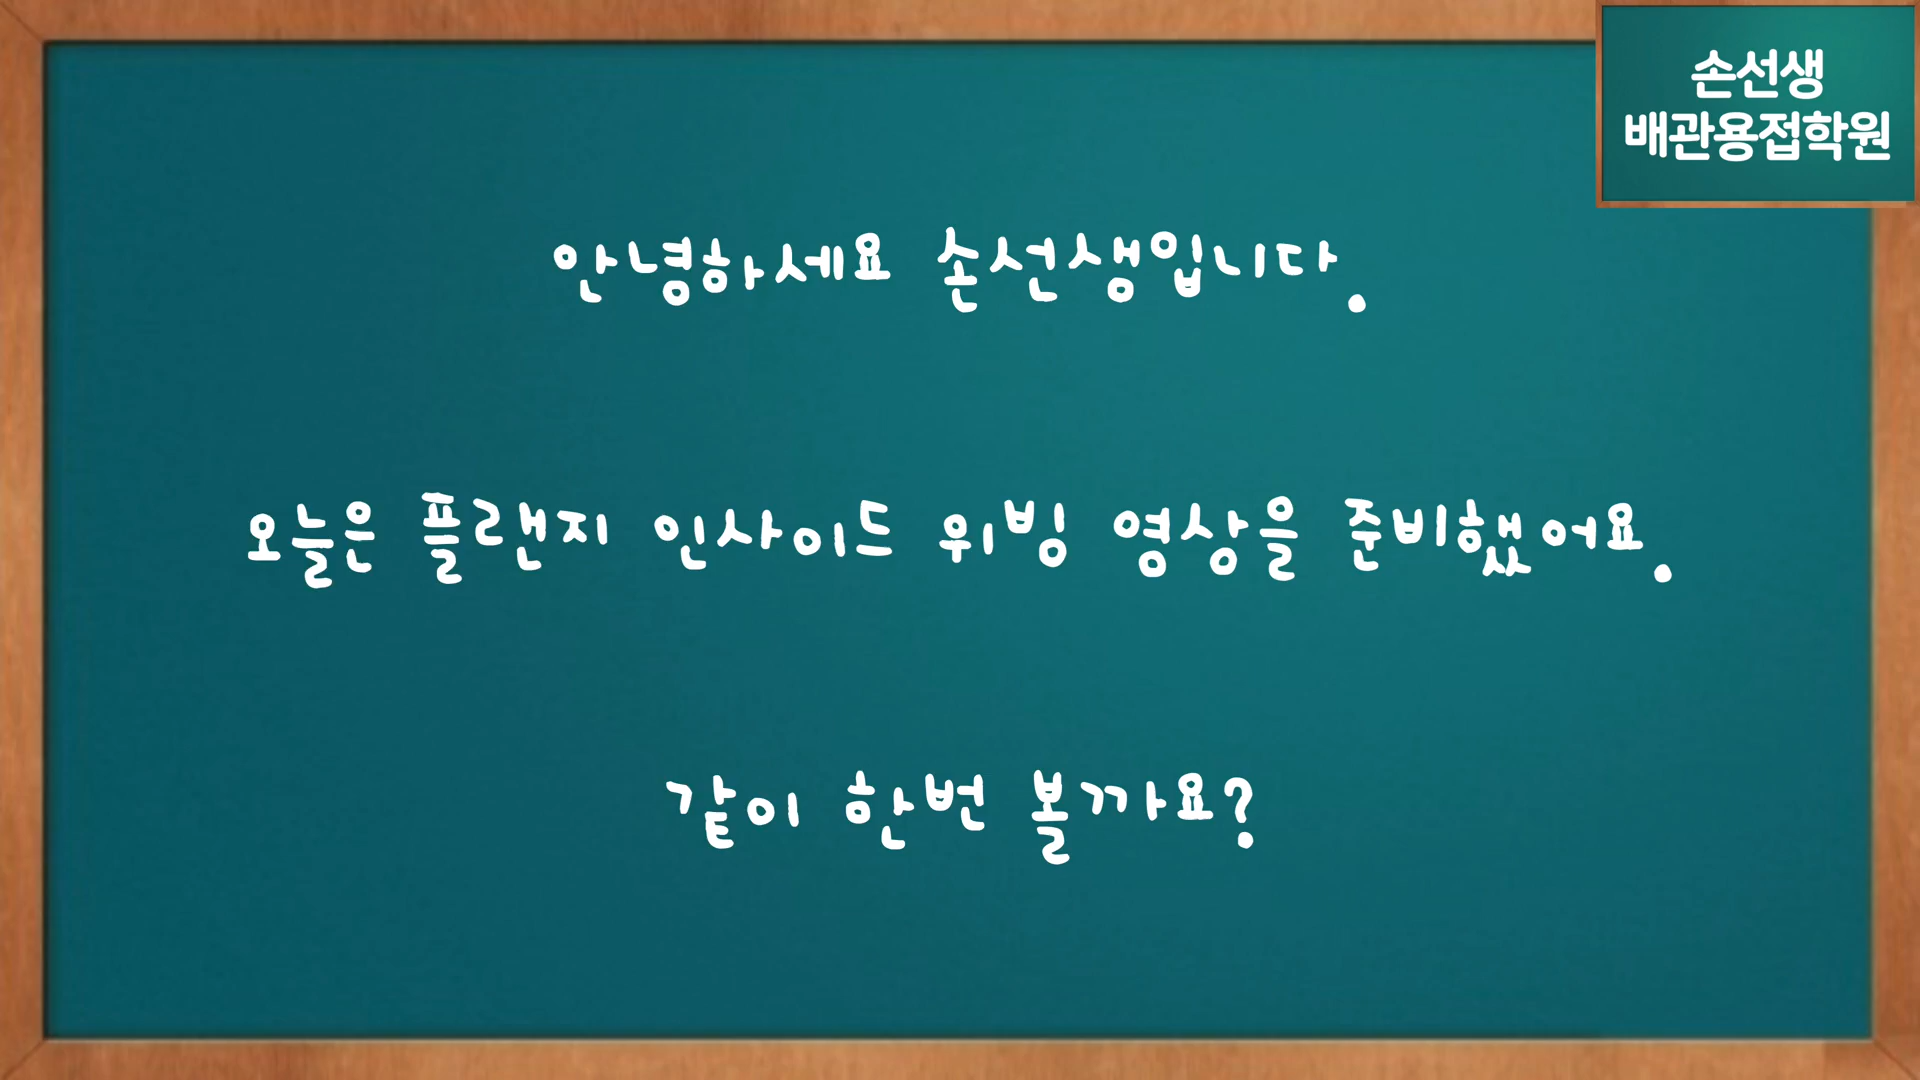 손선생
배관용접학원
안녕하세요 손선생입니다.
오늘은 플랜지 인사이드 위빙 영상을 준비했어요.
같이 한번 볼까요?